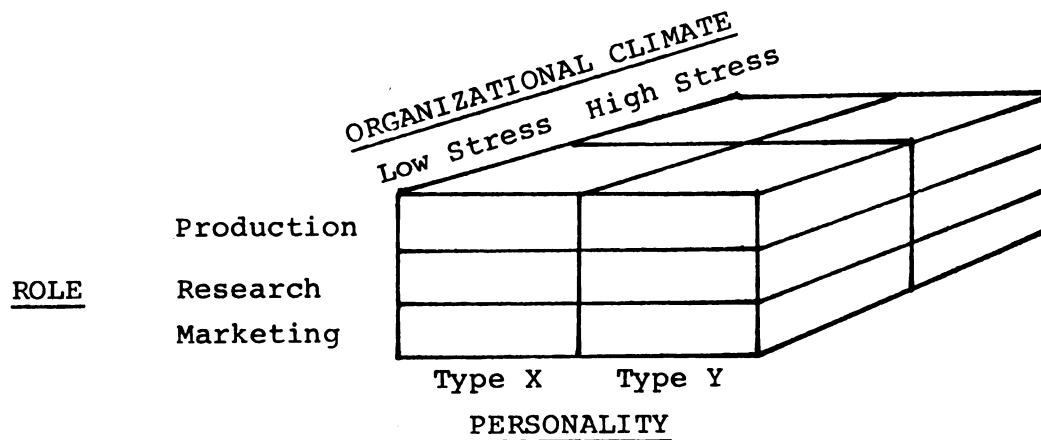 ORGANIZATIONAL CLIMATE
Low Stress High Stress
Production
ROLE Research
Marketing
Type X Type Y
PERSONALITY